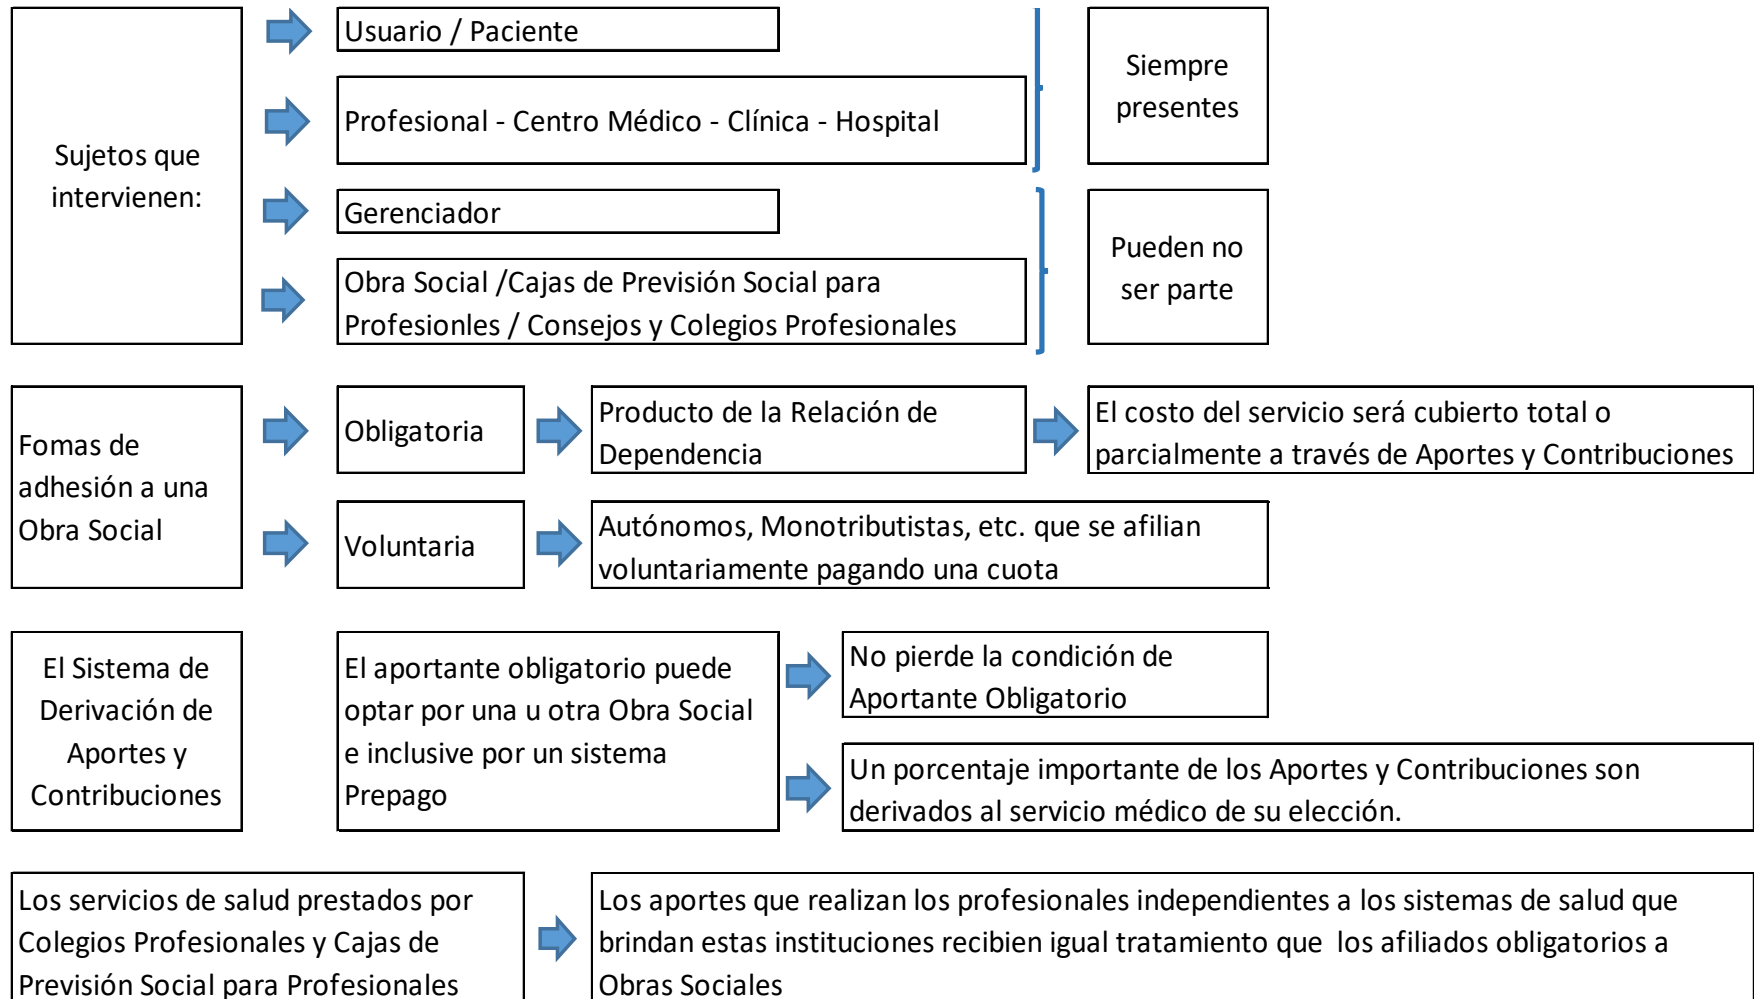 Sujetos que
intervienen:
Usuario / Paciente
Profesional - Centro Médico - Clínica - Hospital
Siempre
presentes
Gerenciador
Obra Social /Cajas de Previsión Social para
Profesionles / Consejos y Colegios Profesionales
Pueden no
ser parte
Fomas de
adhesión a una
Obra Social
Obligatoria
Producto de la Relación de
Dependencia
El costo del servicio será cubierto total o
parcialmente a través de Aportes y Contribuciones
Voluntaria
Autónomos, Monotributistas, etc. que se afilian
voluntariamente pagando una cuota
El Sistema de
Derivación de
Aportes y
Contribuciones
El aportante obligatorio puede
optar por una u otra Obra Social
e inclusive por un sistema
Prepago
No pierde la condición de
Aportante Obligatorio
Un porcentaje importante de los Aportes y Contribuciones son
derivados al servicio médico de su elección.
Los servicios de salud prestados por
Colegios Profesionales y Cajas de
Previsión Social para Profesionales
Los aportes que realizan los profesionales independientes a los sistemas de salud que
brindan estas instituciones recibien igual tratamiento que  los afiliados obligatorios a
Obras Sociales